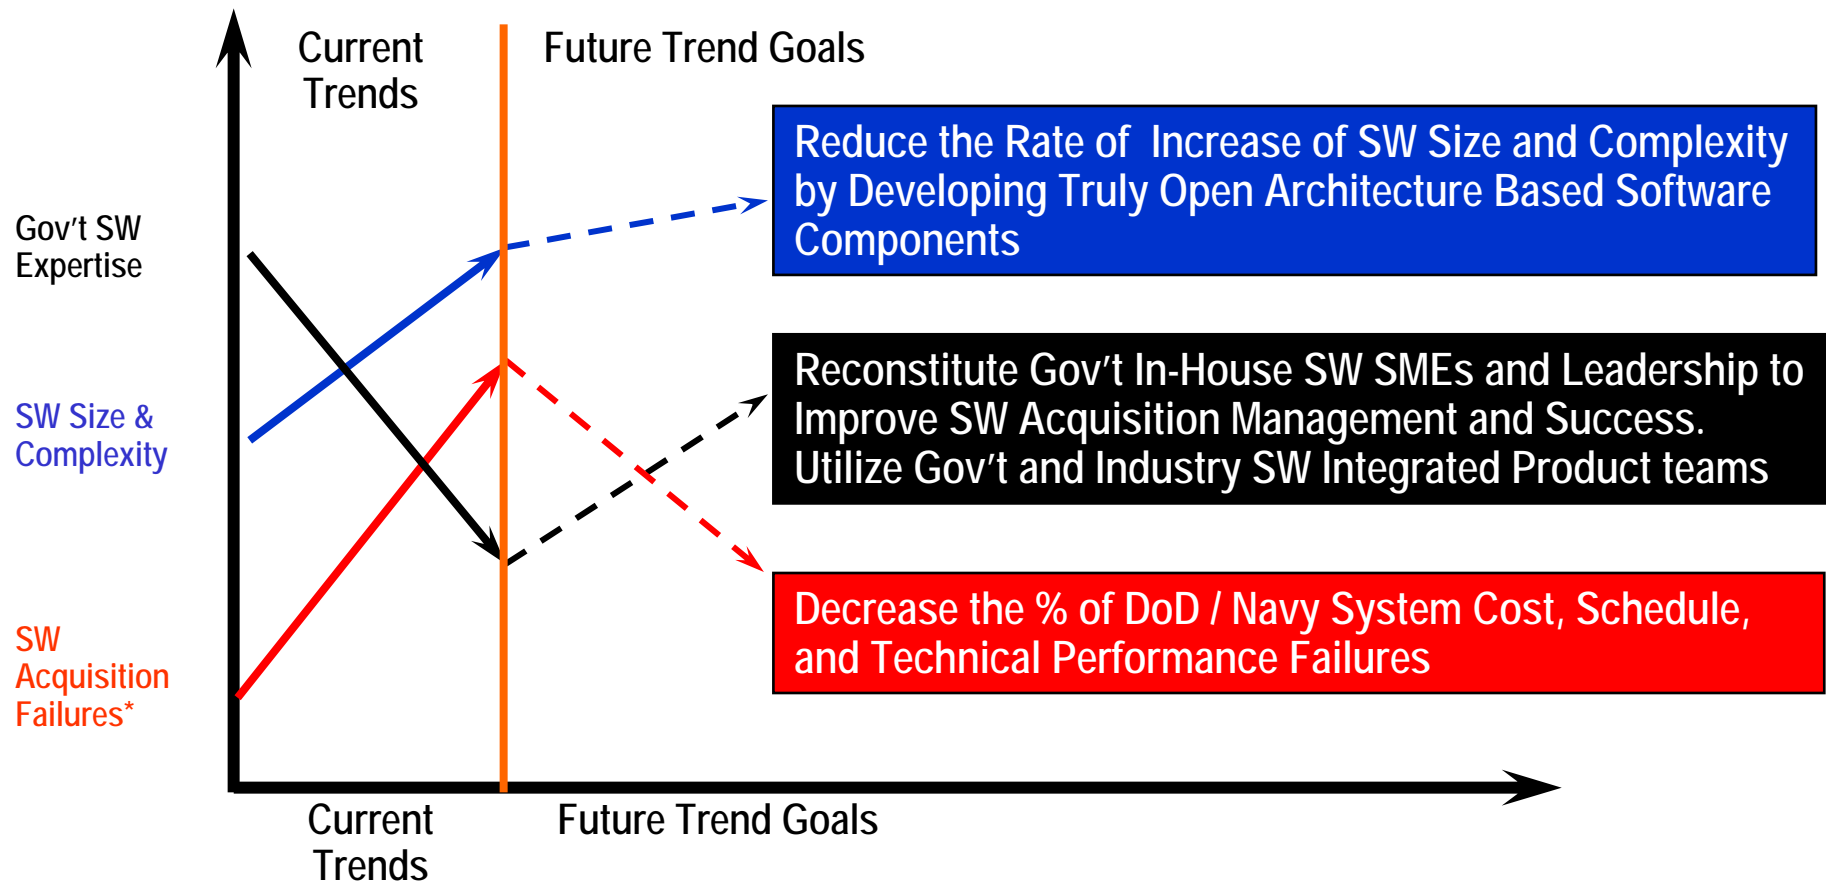 Current
Trends
Future Trend Goals
Reduce the Rate of  Increase of SW Size and Complexity
by Developing Truly Open Architecture Based Software
Components
Gov’t SW
Expertise
Reconstitute Gov’t In-House SW SMEs and Leadership to
Improve SW Acquisition Management and Success.
Utilize Gov’t and Industry SW Integrated Product teams
SW Size &
Complexity
Decrease the % of DoD / Navy System Cost, Schedule,
and Technical Performance Failures
SW
Acquisition
Failures*
Current
Trends
Future Trend Goals